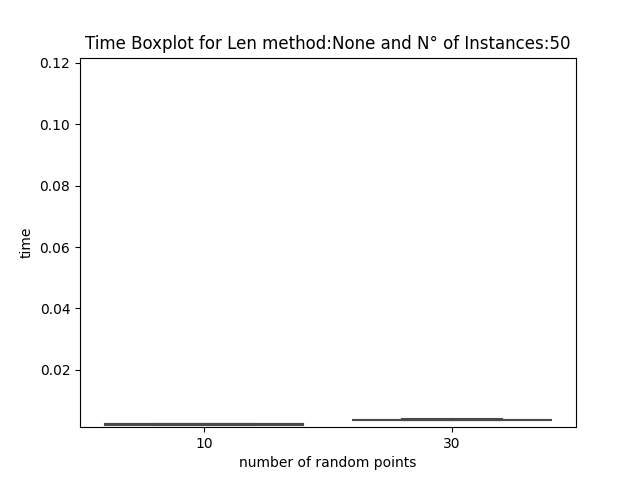 Time Boxplot for Len method:None and N° of Instances:50
0.12
0.10
0.08
0.06
0.04
0.02
time
10 30
number of random points